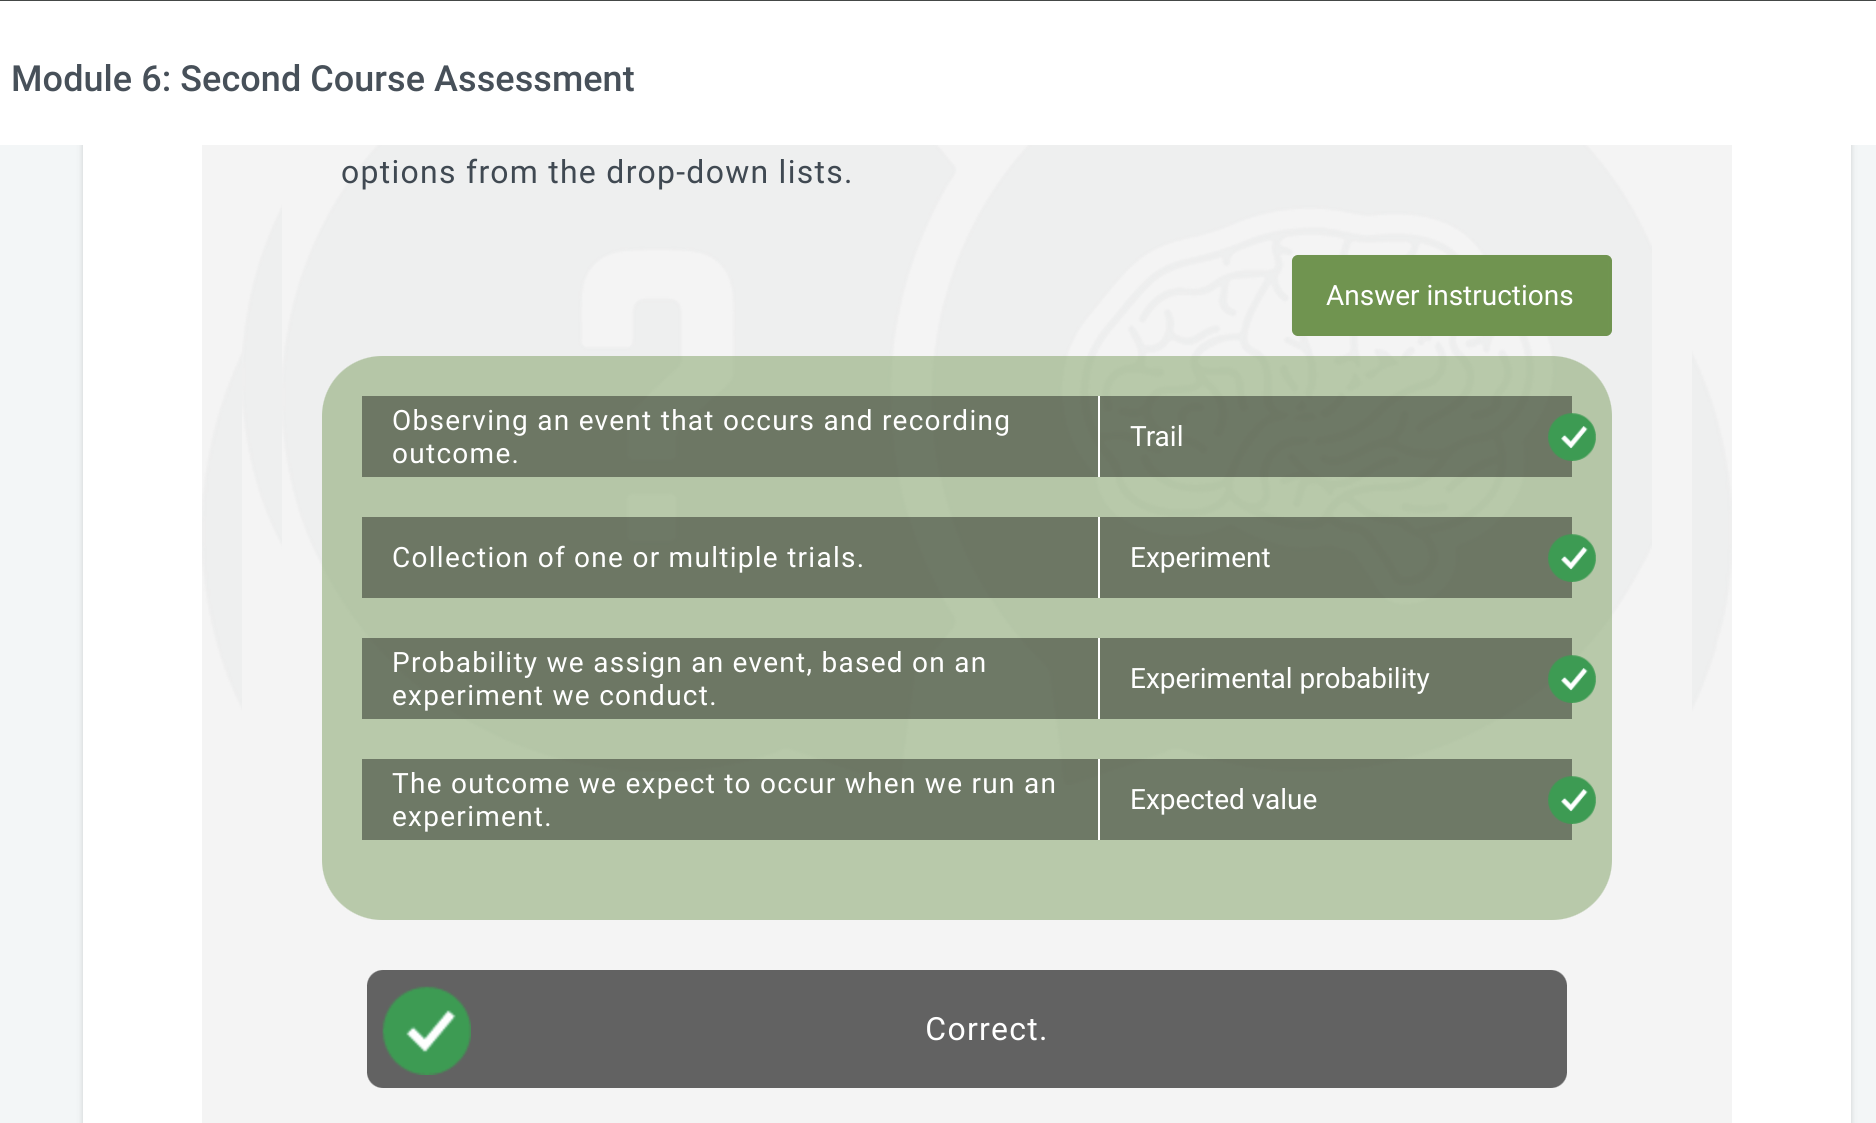 Module 6: Second Course Assessment
options from the drop-down lists.
Answer instructions
Observing an event that occurs and recording
outcome.
Trail
Collection of one or multiple trials.
Experiment
Probability we assign an event, based on an
experiment we conduct.
Experimental probability
The outcome we expect to occur when we run an
experiment.
Expected value
Correct.